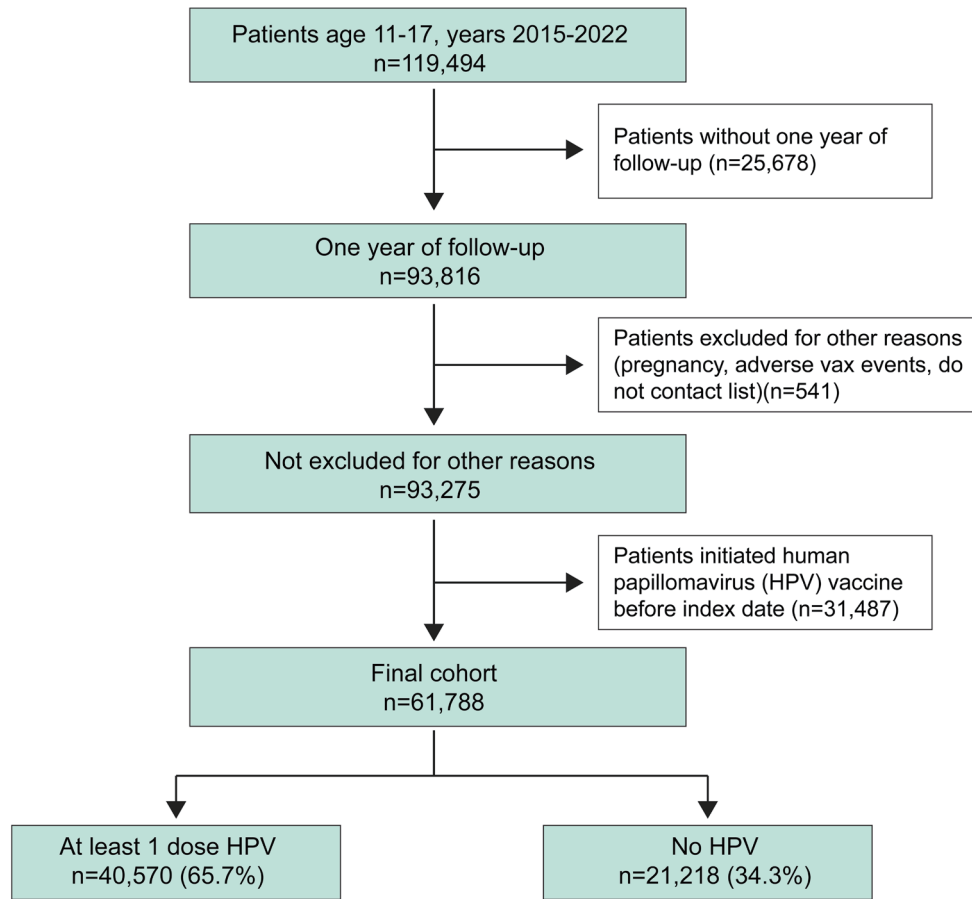 Patients age 11-17, years 2015-2022
n=119,494
Patients without one year of
follow-up (n=25,678)
One year of follow-up
n=93,816
Patients excluded for other reasons
(pregnancy, adverse vax events, do
not contact list)(n=541)
Not excluded for other reasons
n=93,275
Patients initiated human
papillomavirus (HPV) vaccine
before index date (n=31,487)
Final cohort
n=61,788
At least 1 dose HPV
n=40,570 (65.7%)
No HPV
n=21,218 (34.3%)